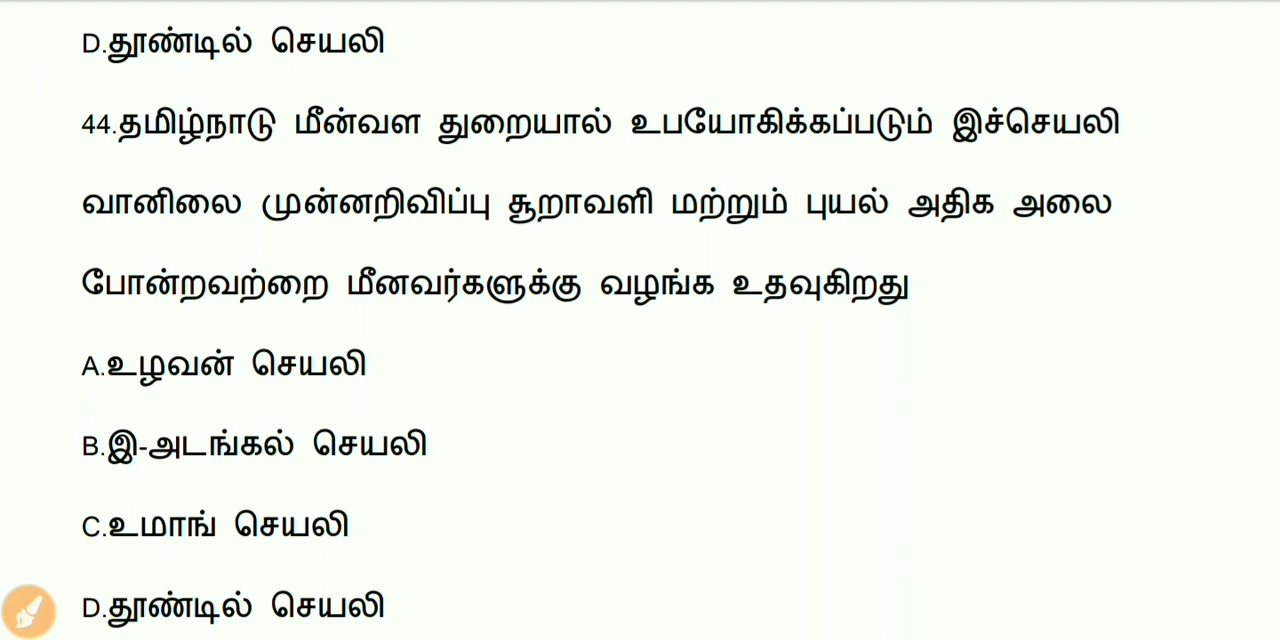 D.தூண்டில் செயலி
44.தமிழ்நாடு மீன்வள துறையால் உபயோகிக்கப்படும் இச்செயலி
வானிலை முன்னறிவிப்பு சூறாவளி மற்றும் புயல் அதிக அலை
போன்றவற்றை மீனவர்களுக்கு வழங்க உதவுகிறது
A.உழவன் செயலி
B.இ-அடங்கல் செயலி
C.உமாங் செயலி
D.தூண்டில் செயலி